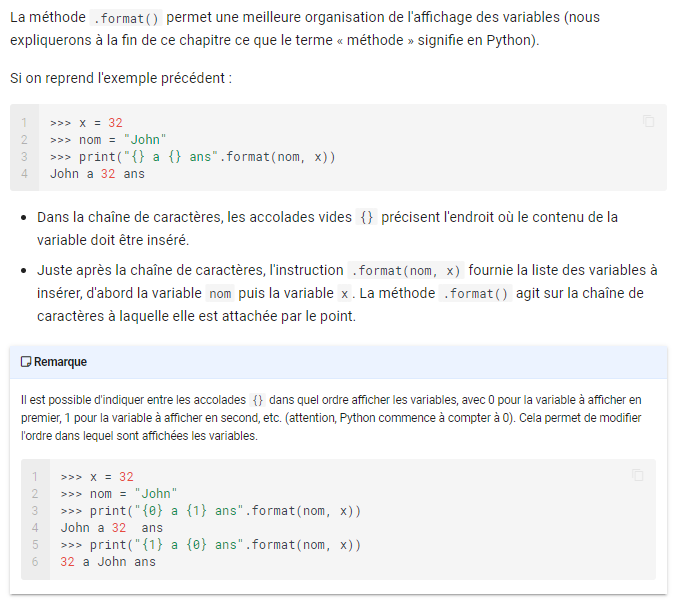 La méthode .format() permet une meilleure organisation de l'affichage des variables (nous
expliquerons à la fin de ce chapitre ce que le terme « méthode » signifie en Python).
Si on reprend l'exemple précédent :
1 >>> x = 32
2 >>> nom = "John"
3 >>> print("{} a {} ans".format(nom, x))
4 John a 32 ans
• Dans la chaîne de caractères, les accolades vides {} précisent l'endroit où le contenu de la
variable doit être inséré.
• Juste après la chaîne de caractères, l'instruction .format(nom, x) fournie la liste des variables à
insérer, d'abord la variable nom puis la variable x. La méthode .format() agit sur la chaîne de
caractères à laquelle elle est attachée par le point.
Remarque
Il est possible d'indiquer entre les accolades {} dans quel ordre afficher les variables, avec 0 pour la variable à afficher en
premier, 1 pour la variable à afficher en second, etc. (attention, Python commence à compter à 0). Cela permet de modifier
l'ordre dans lequel sont affichées les variables.
1 >>> x = 32
2 >>> nom = "John"
3 >>> print("{0} a {1} ans".format(nom, x))
4 John a 32  ans
5 >>> print("{1} a {0} ans".format(nom, x))
6 32 a John ans